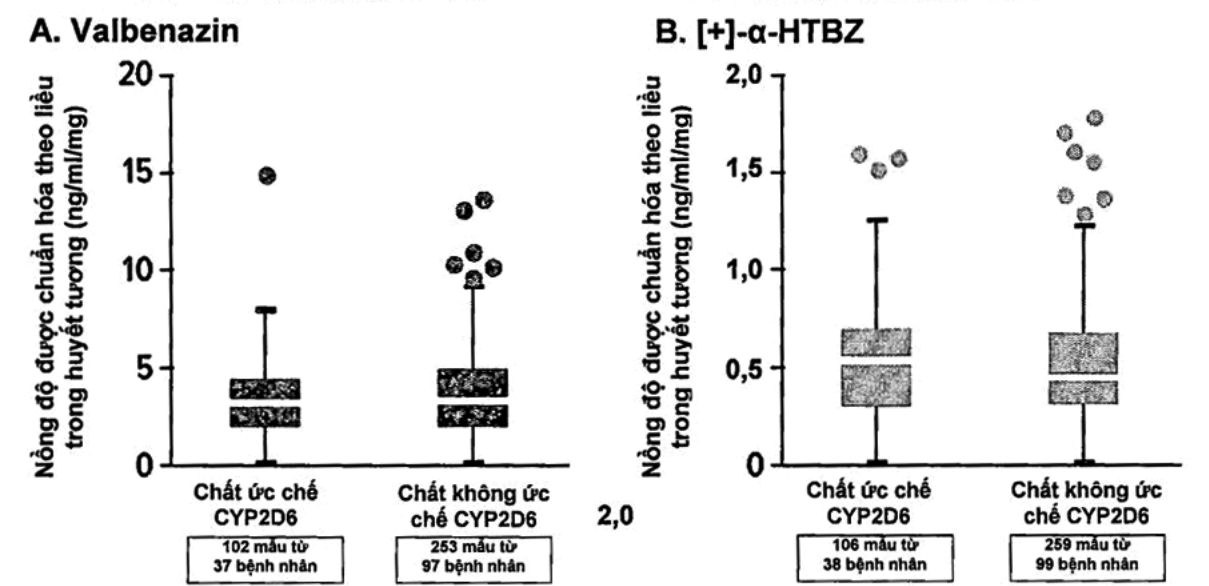 A. Valbenazin
Nồng độ được chuẩn hóa theo liều
trong huyết tương (ng/ml/mg)
20
15
10
5
0
Chất ức chế
CYP2D6
102 mẫu từ
37 bệnh nhân
Chất không ức
chế CYP2D6
253 mẫu từ
97 bệnh nhân
2,0
B. [+]-α-HTBZ
Nồng độ được chuẩn hóa theo liều
trong huyết tương (ng/ml/mg)
2,0
1,5
1,0
0,5
0
Chất ức chế
CYP2D6
106 mẫu từ
38 bệnh nhân
Chất không ức
chế CYP2D6
259 mẫu từ
99 bệnh nhân